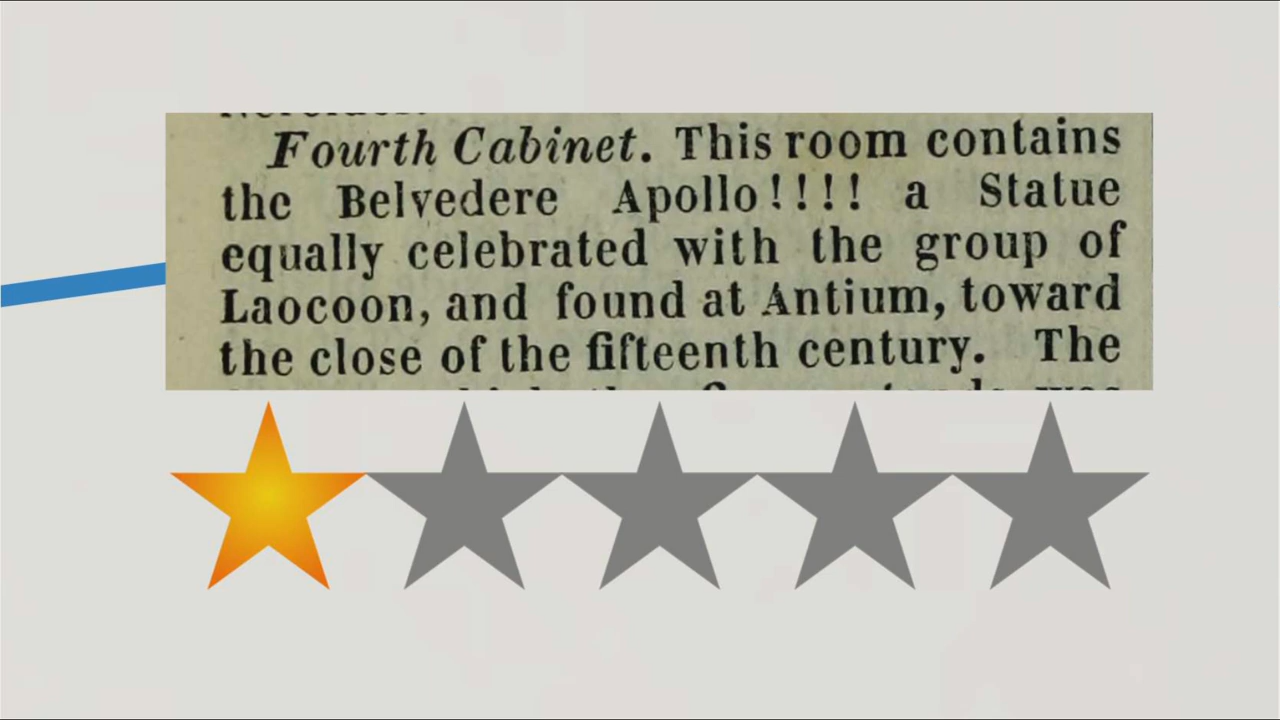 Fourth Cabinet. This room contains
the Belvedere Apollo!!!! a Statue
equally celebrated with the group of
Laocoon, and found at Antium, toward
the close of the fifteenth century. The